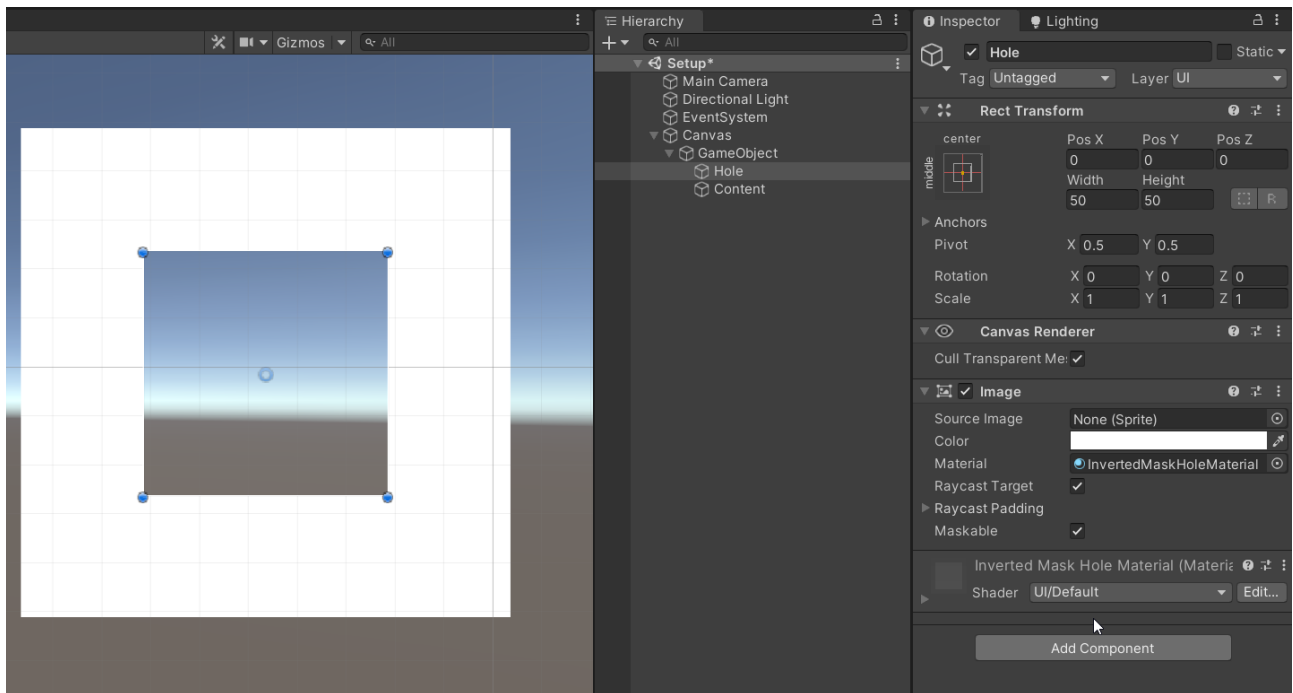 Gizmos All
Hierarchy
All
Setup*
Main Camera
Directional Light
EventSystem
Canvas
GameObject
Hole
Content
Inspector Lighting
Hole Static
Tag Untagged Layer UI
Rect Transform
center
middle
Pos X Pos Y Pos Z
0 0 0
Width Height
50 50
R
Anchors
Pivot X 0.5 Y 0.5
Rotation X 0 Y 0 Z 0
Scale X 1 Y 1 Z 1
Canvas Renderer
Cull Transparent Me
Image
Source Image None (Sprite)
Color
Material InvertedMaskHoleMaterial
Raycast Target
Raycast Padding
Maskable
Inverted Mask Hole Material (Materia
Shader UI/Default Edit...
Add Component